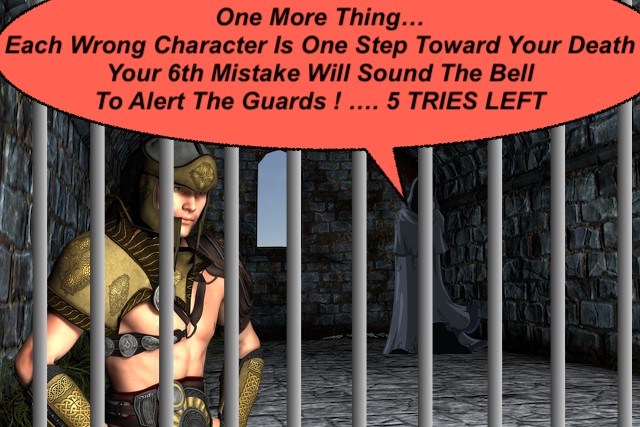 One More Thing…
Each Wrong Character Is One Step Toward Your Death
Your 6th Mistake Will Sound The Bell
To Alert The Guards ! …. 5 TRIES LEFT